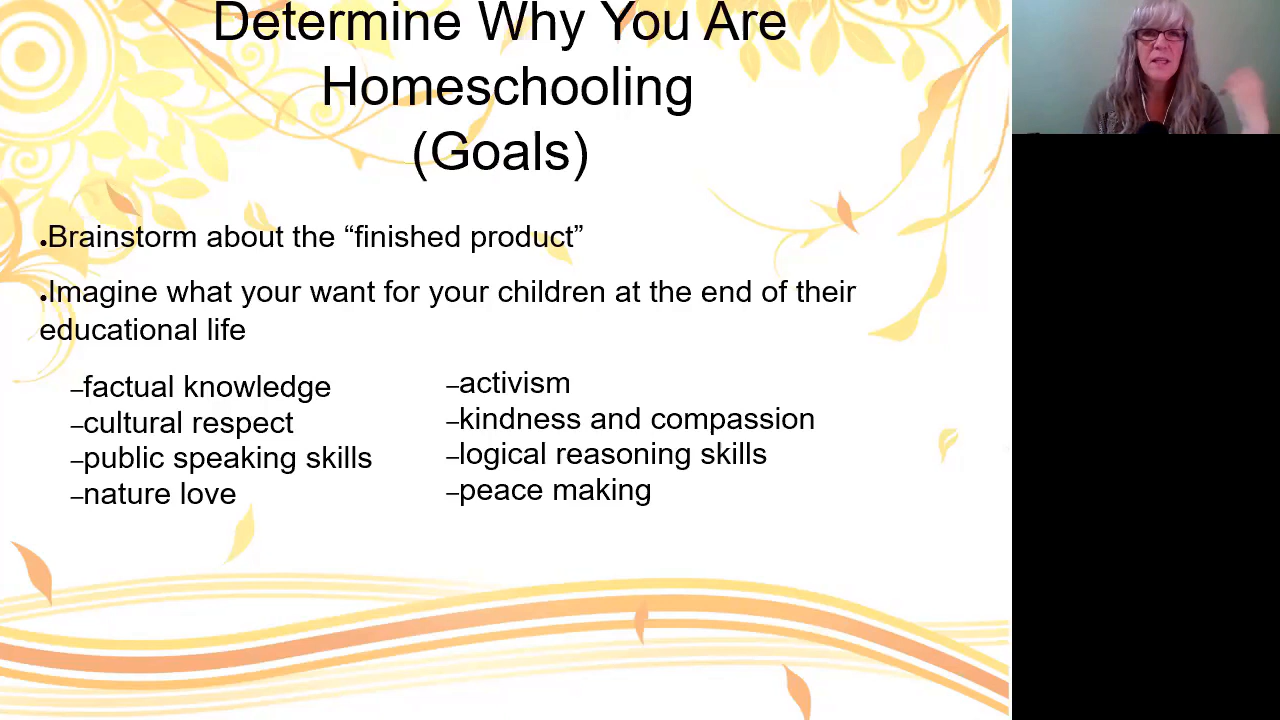 Determine Why You Are
Homeschooling
(Goals)
•Brainstorm about the “finished product”
•Imagine what your want for your children at the end of their
educational life
–factual knowledge
–cultural respect
–public speaking skills
–nature love
–activism
–kindness and compassion
–logical reasoning skills
–peace making